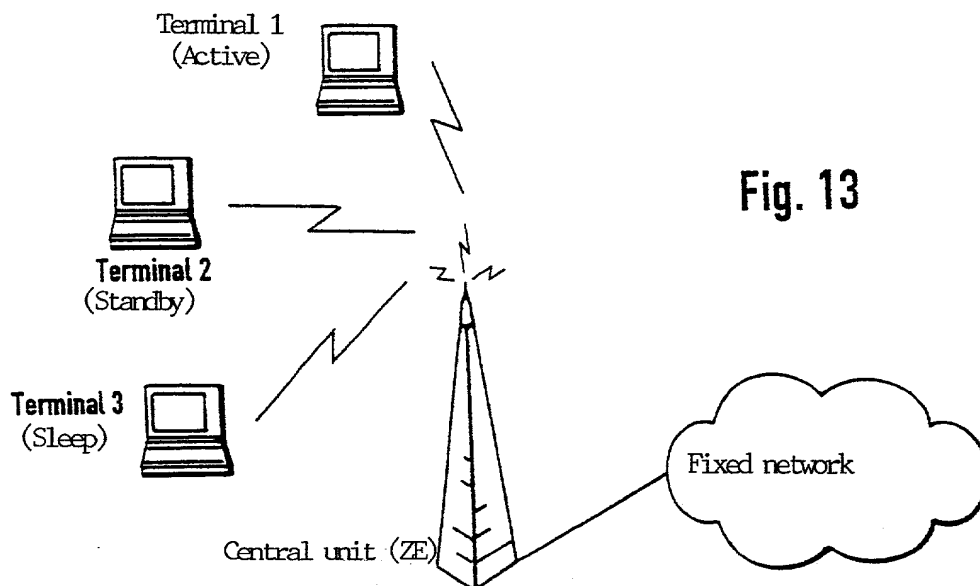 Terminal 1
(Active)
Fig. 13
Terminal 2
(Standby)
Terminal 3
(Sleep)
Fixed network
Central unit (ZE)